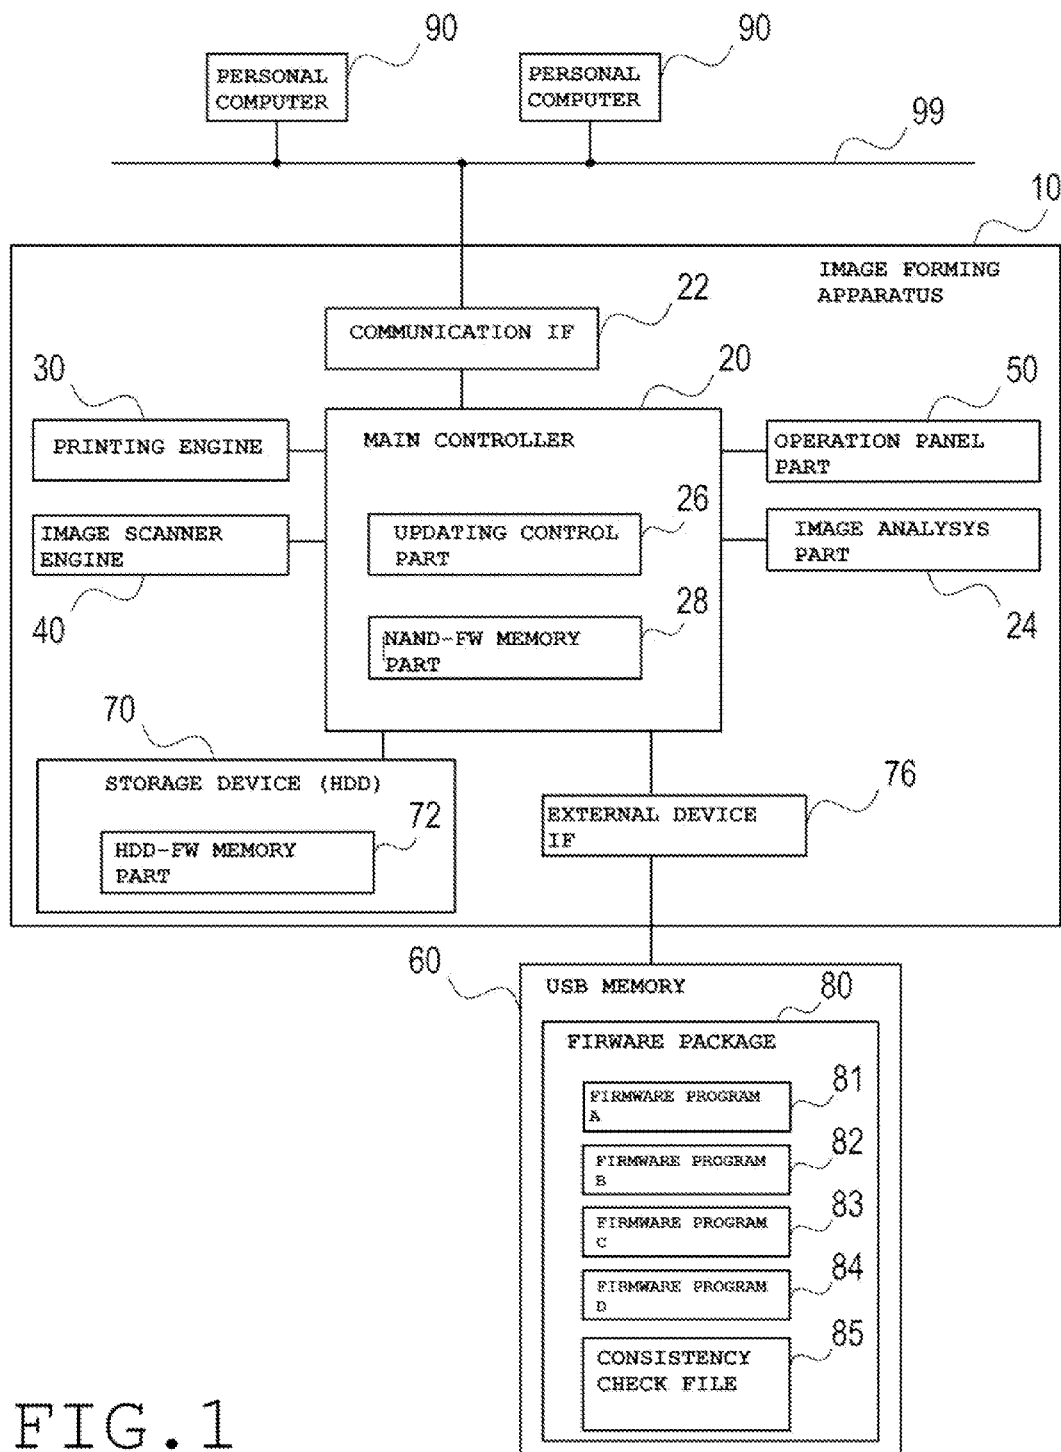 90
90
PERSONAL
COMPUTER
PERSONAL
COMPUTER
99
10
IMAGE FORMING
APPARATUS
22
COMMUNICATION IF
30
20
50
PRINTING ENGINE
MAIN CONTROLLER
OPERATION PANEL
PART
26
IMAGE SCANNER
ENGINE
UPDATING CONTROL
PART
IMAGE ANALYSYS
PART
40
28
24
NAND-FW MEMORY
PART
70
STORAGE DEVICE (HDD)
76
72
EXTERNAL DEVICE
IF
HDD-FW MEMORY
PART
60
USB MEMORY
80
FIRWARE PACKAGE
81
FIRMWARE PROGRAM
A
82
FIRMWARE PROGRAM
B
83
FIRMWARE PROGRAM
C
84
FIRMWARE PROGRAM
D
85
CONSISTENCY
CHECK FILE
FIG.1